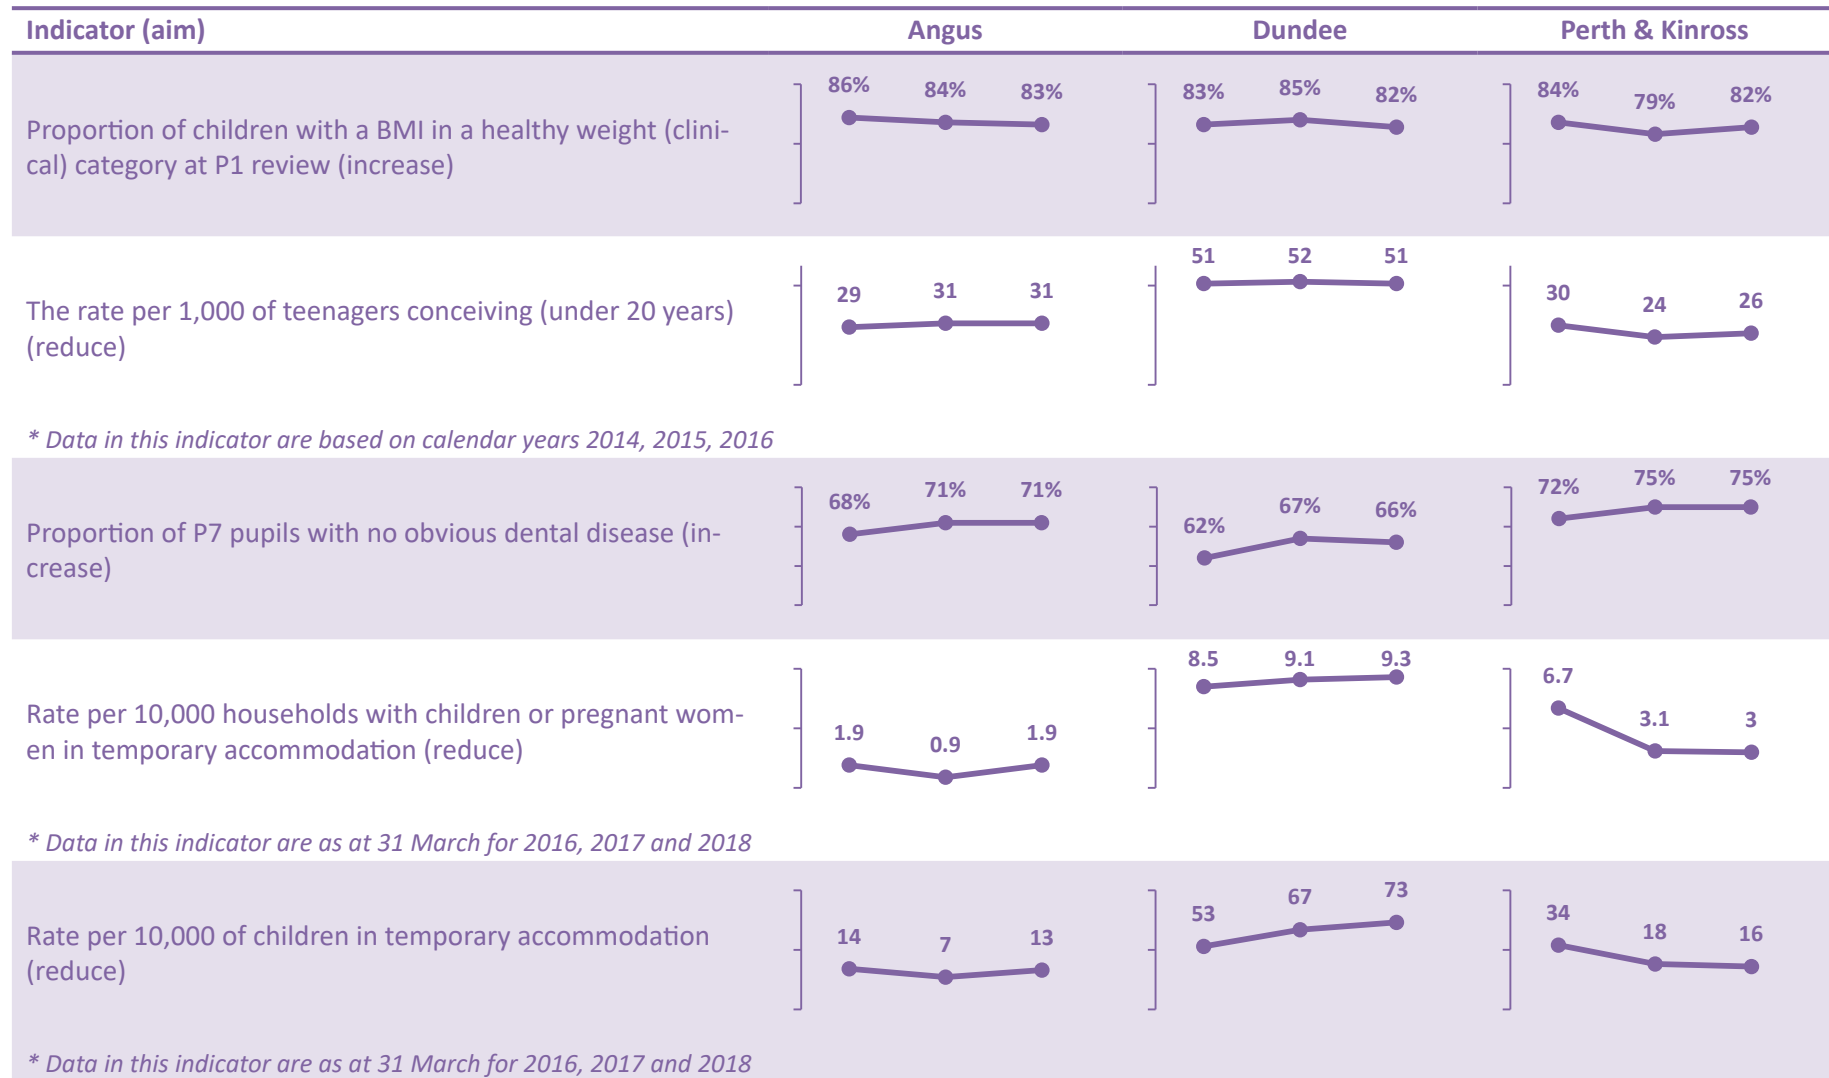 Indicator (aim) Angus Dundee Perth & Kinross
86% 84% 83% 83% 85% 82% 84% 79% 82%
Proportion of children with a BMI in a healthy weight (clini-
cal) category at P1 review (increase)
29 31 31 51 52 51 30 24 26
The rate per 1,000 of teenagers conceiving (under 20 years)
(reduce)
* Data in this indicator are based on calendar years 2014, 2015, 2016
68% 71% 71% 62% 67% 66% 72% 75% 75%
Proportion of P7 pupils with no obvious dental disease (in-
crease)
1.9 0.9 1.9 8.5 9.1 9.3 6.7 3.1 3
Rate per 10,000 households with children or pregnant wom-
en in temporary accommodation (reduce)
* Data in this indicator are as at 31 March for 2016, 2017 and 2018
14 7 13 53 67 73 34 18 16
Rate per 10,000 of children in temporary accommodation
(reduce)
* Data in this indicator are as at 31 March for 2016, 2017 and 2018